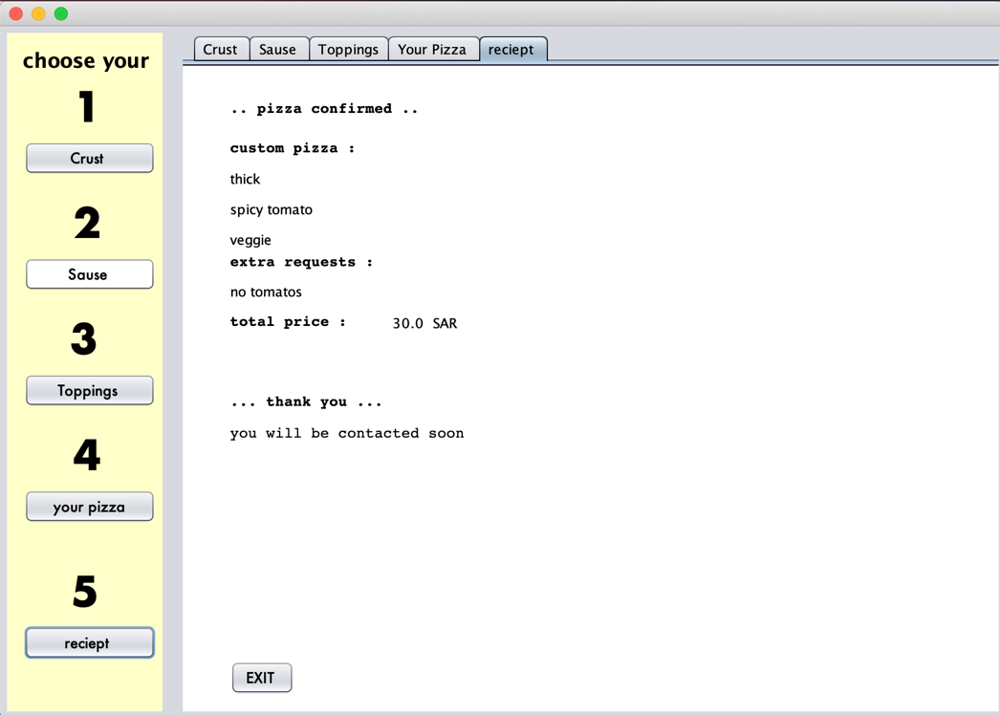 choose your
1
Crust
2
Sause
3
Toppings
4
your pizza
5
reciept
Crust Sause Toppings Your Pizza reciept
.. pizza confirmed ..
custom pizza :
thick
spicy tomato
veggie
extra requests :
no tomatos
total price : 30.0 SAR
... thank you ...
you will be contacted soon
EXIT